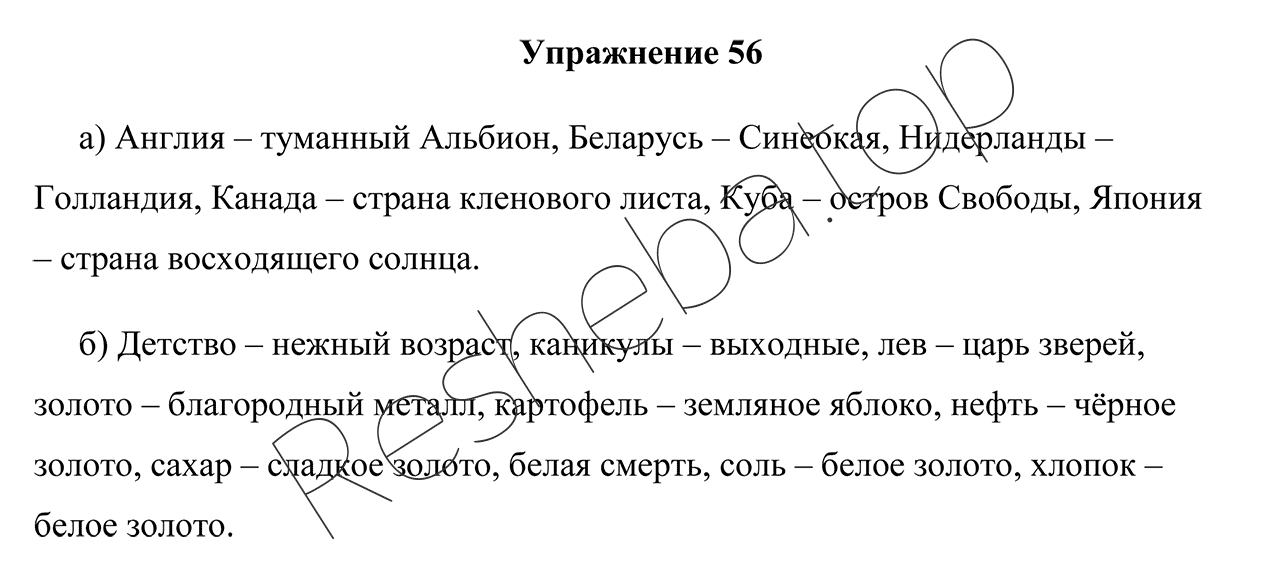 Упражнение 56
а) Англия – туманный Альбион, Беларусь – Синеокая, Нидерланды –
Голландия, Канада – страна кленового листа, Куба – остров Свободы, Япония
– страна восходящего солнца.
б) Детство – нежный возраст, каникулы – выходные, лев – царь зверей,
золото – благородный металл, картофель – земляное яблоко, нефть – чёрное
золото, сахар – сладкое золото, белая смерть, соль – белое золото, хлопок –
белое золото.
Resheba.top